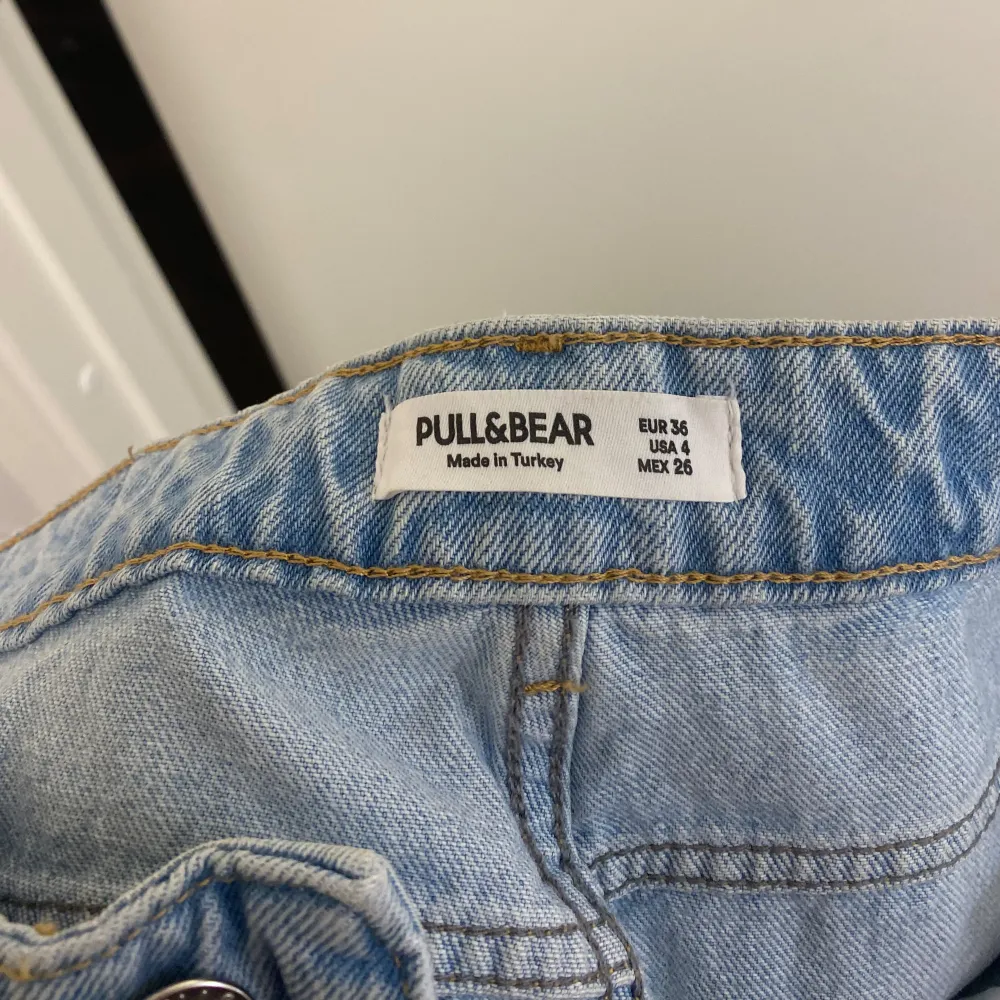 PULL&BEAR
Made in Turkey
EUR 36
USA 4
MEX 26